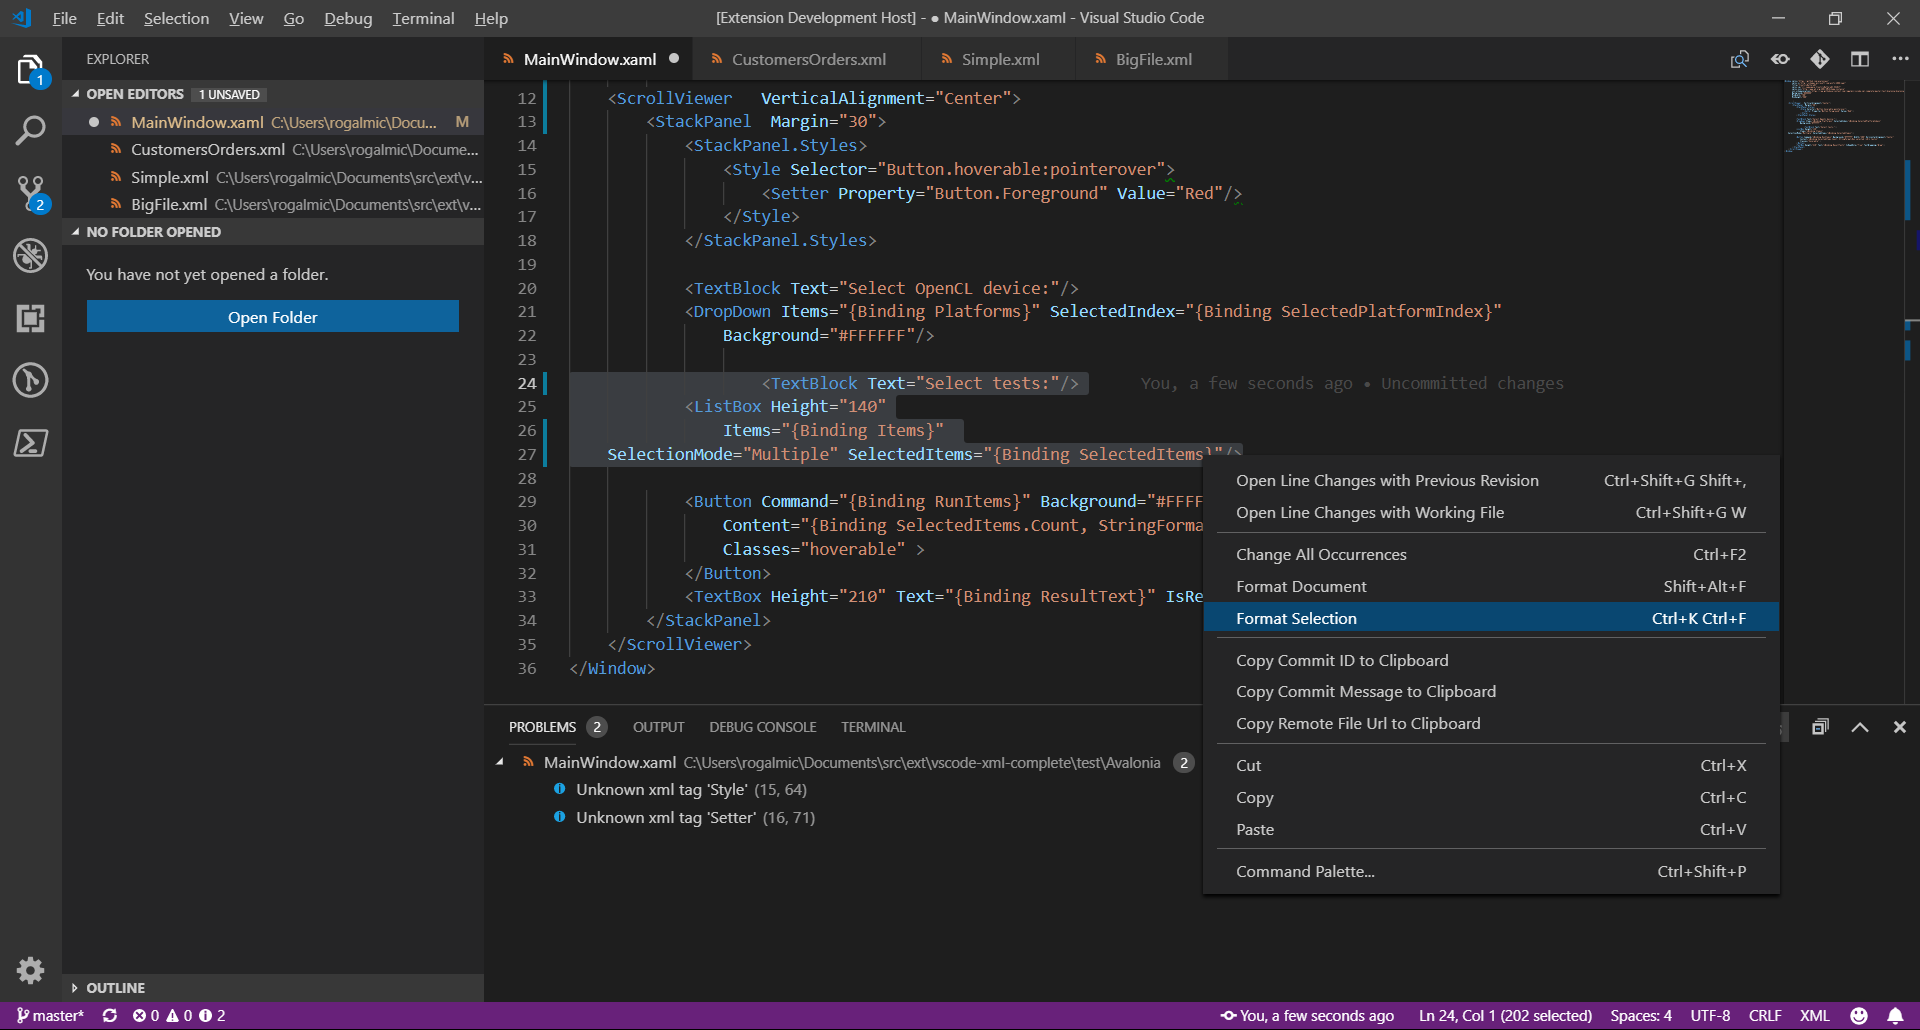 File Edit Selection View Go Debug Terminal Help
[Extension Development Host] - ● MainWindow.xaml - Visual Studio Code
EXPLORER
1
2
OPEN EDITORS 1 UNSAVED
MainWindow.xaml C:\Users\rogalmic\Docu... M
CustomersOrders.xml C:\Users\rogalmic\Docume...
Simple.xml C:\Users\rogalmic\Documents\src\ext\v...
BigFile.xml C:\Users\rogalmic\Documents\src\ext\v...
NO FOLDER OPENED
You have not yet opened a folder.
Open Folder
OUTLINE
MainWindow.xaml CustomersOrders.xml Simple.xml BigFile.xml
12 <ScrollViewer VerticalAlignment="Center">
13 <StackPanel Margin="30">
14 <StackPanel.Styles>
15 <Style Selector="Button.hoverable:pointerover">
16 <Setter Property="Button.Foreground" Value="Red"/>
17 </Style>
18 </StackPanel.Styles>
19
20 <TextBlock Text="Select OpenCL device:"/>
21 <DropDown Items="{Binding Platforms}" SelectedIndex="{Binding SelectedPlatformIndex}"
22 Background="#FFFFFF"/>
23
24 <TextBlock Text="Select tests:"/> You, a few seconds ago • Uncommitted changes
25 <ListBox Height="140"
26 Items="{Binding Items}"
27 SelectionMode="Multiple" SelectedItems="{Binding SelectedItems}"/>
28
29 <Button Command="{Binding RunItems}" Background="#FFFF
30 Content="{Binding SelectedItems.Count, StringForma
31 Classes="hoverable" >
32 </Button>
33 <TextBox Height="210" Text="{Binding ResultText}" IsRe
34 </StackPanel>
35 </ScrollViewer>
36 </Window>
Open Line Changes with Previous Revision Ctrl+Shift+G Shift+,
Open Line Changes with Working File Ctrl+Shift+G W
Change All Occurrences Ctrl+F2
Format Document Shift+Alt+F
Format Selection Ctrl+K Ctrl+F
Copy Commit ID to Clipboard
Copy Commit Message to Clipboard
Copy Remote File Url to Clipboard
Cut Ctrl+X
Copy Ctrl+C
Paste Ctrl+V
Command Palette... Ctrl+Shift+P
PROBLEMS 2 OUTPUT DEBUG CONSOLE TERMINAL
MainWindow.xaml C:\Users\rogalmic\Documents\src\ext\vscode-xml-complete\test\Avalonia 2
Unknown xml tag 'Style' (15, 64)
Unknown xml tag 'Setter' (16, 71)
master* 0 0 2 You, a few seconds ago Ln 24, Col 1 (202 selected) Spaces: 4 UTF-8 CRLF XML